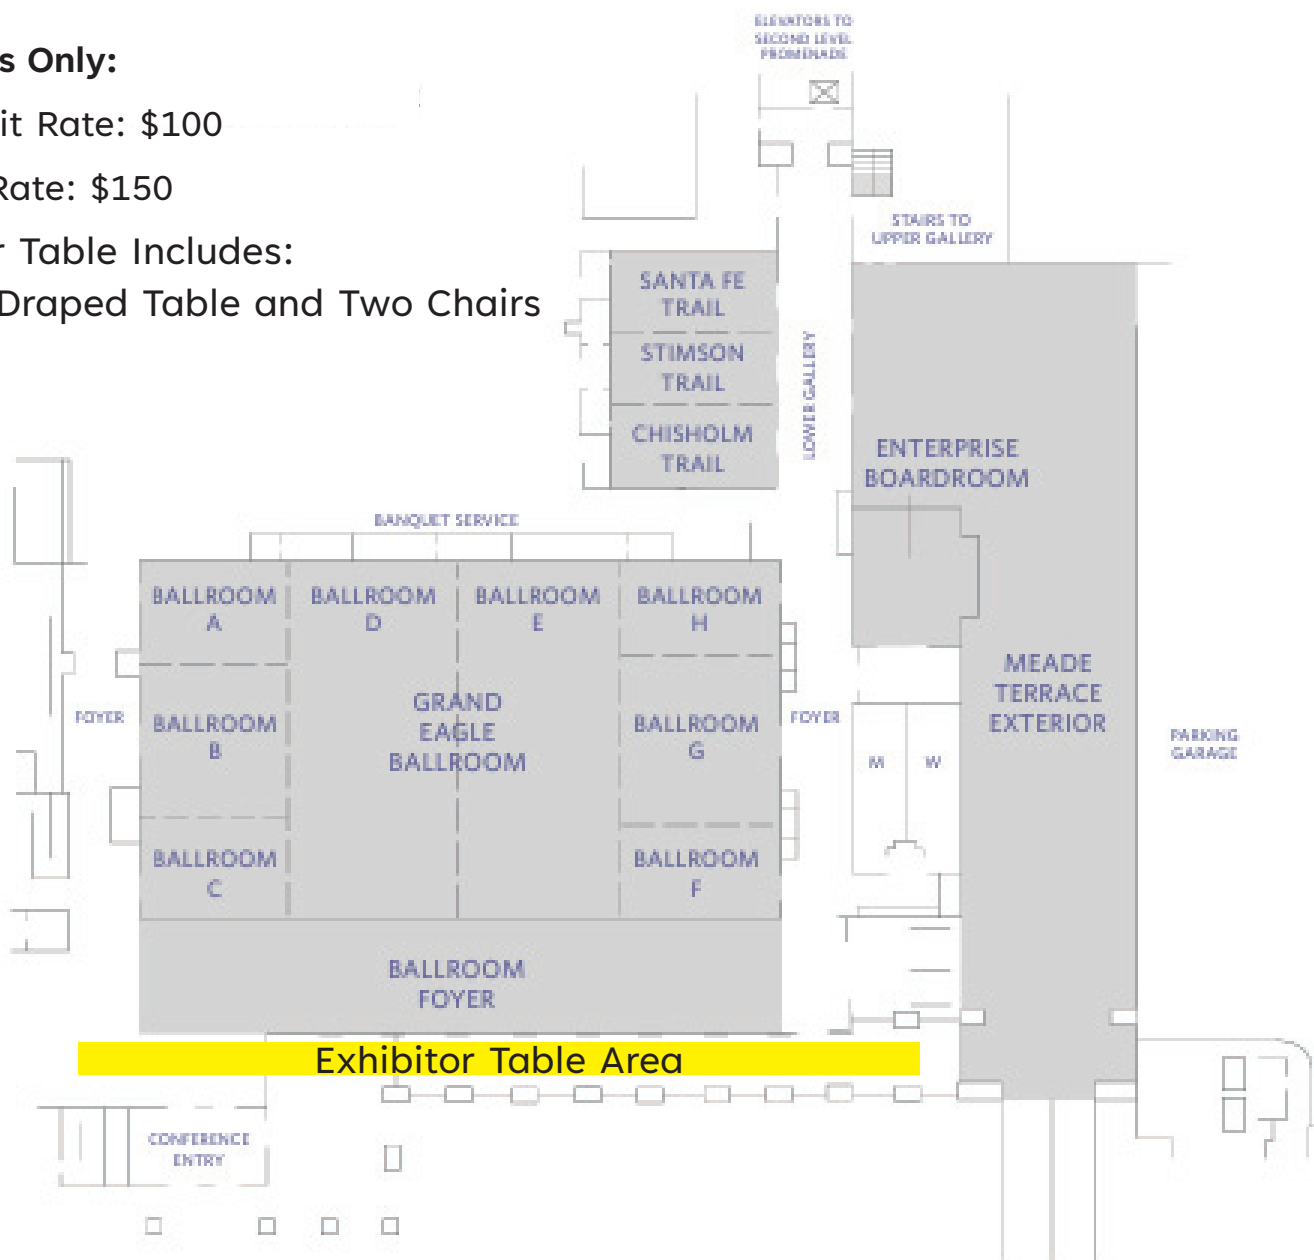 s Only:
it Rate: $100
Rate: $150
r Table Includes:
Draped Table and Two Chairs
ELEVATORS TO
SECOND LEVEL
PROMENADE
STAIRS TO
UPPER GALLERY
SANTA FE
TRAIL
STIMSON
TRAIL
CHISHOLM
TRAIL
LOWER GALLERY
ENTERPRISE
BOARDROOM
BANQUET SERVICE
BALLROOM
A
BALLROOM
D
BALLROOM
E
BALLROOM
H
FOYER
BALLROOM
B
GRAND
EAGLE
BALLROOM
BALLROOM
G
FOYER
M
W
MEADE
TERRACE
EXTERIOR
PARKING
GARAGE
BALLROOM
C
BALLROOM
F
BALLROOM
FOYER
Exhibitor Table Area
CONFERENCE
ENTRY